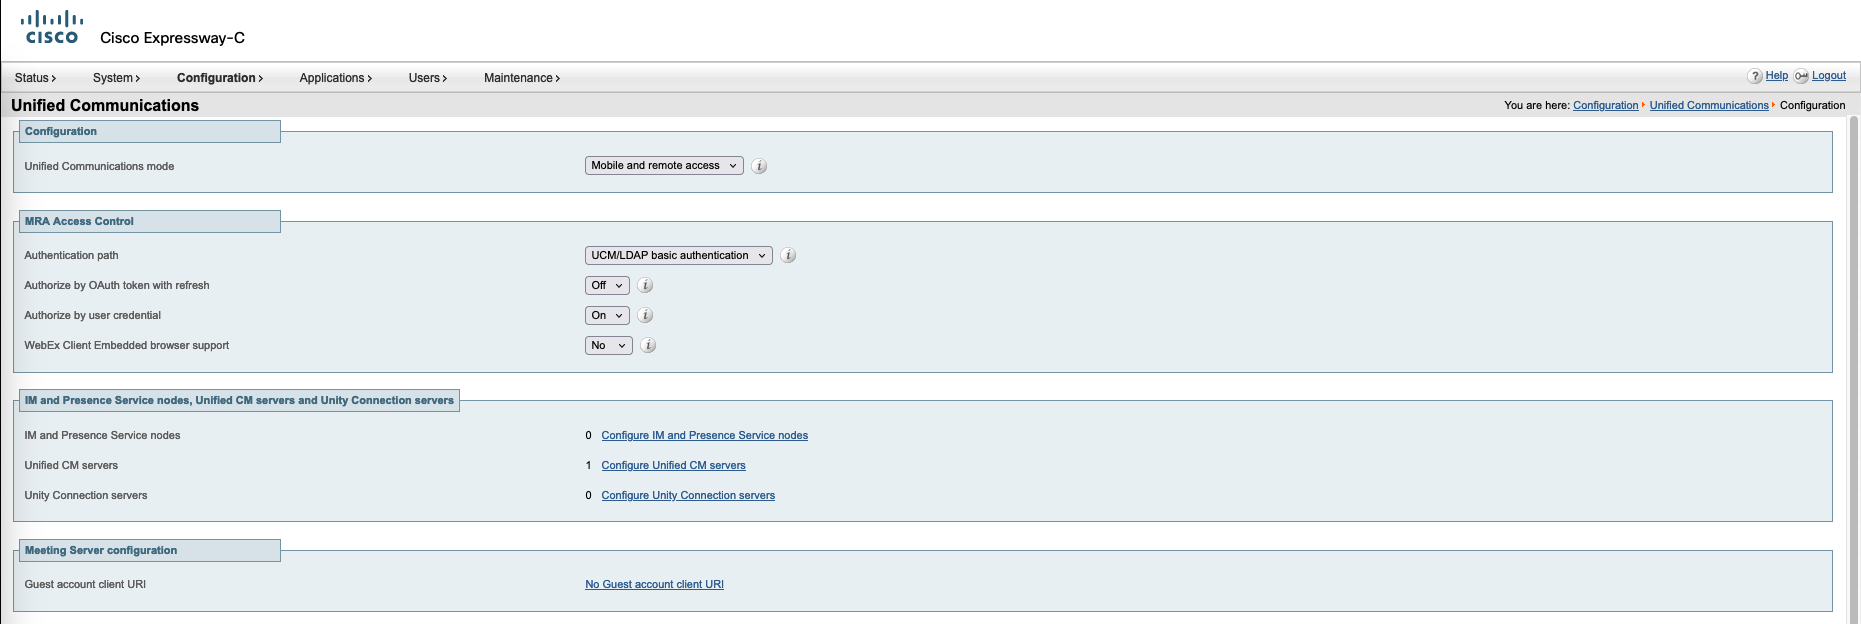 CISCO
Cisco Expressway-C
Status › System › Configuration › Applications › Users › Maintenance › ? Help Logout
Unified Communications You are here: Configuration Unified Communications Configuration
Configuration
Unified Communications mode Mobile and remote access i
MRA Access Control
Authentication path UCM/LDAP basic authentication i
Authorize by OAuth token with refresh Off i
Authorize by user credential On i
WebEx Client Embedded browser support No i
IM and Presence Service nodes, Unified CM servers and Unity Connection servers
IM and Presence Service nodes 0 Configure IM and Presence Service nodes
Unified CM servers 1 Configure Unified CM servers
Unity Connection servers 0 Configure Unity Connection servers
Meeting Server configuration
Guest account client URI No Guest account client URI